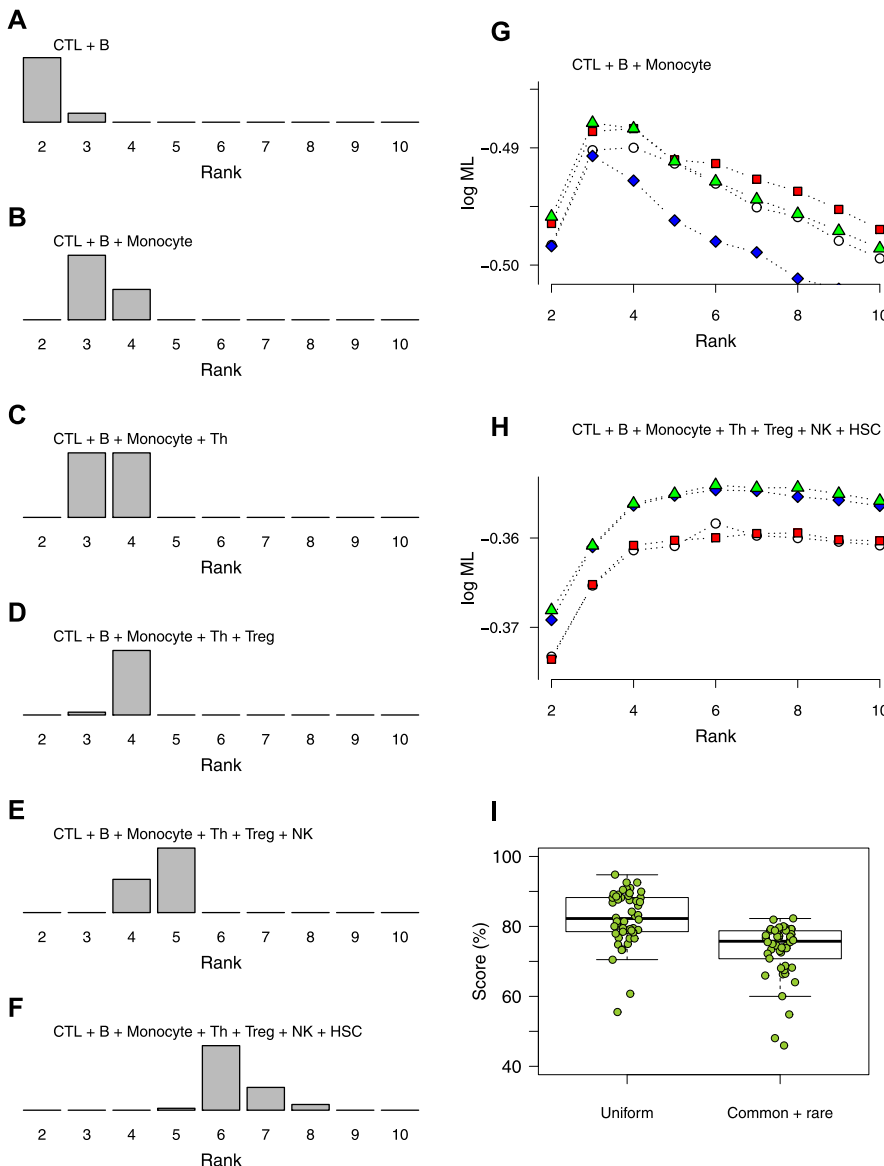 A
CTL + B
2 3 4 5 6 7 8 9 10
Rank
B
CTL + B + Monocyte
2 3 4 5 6 7 8 9 10
Rank
C
CTL + B + Monocyte + Th
2 3 4 5 6 7 8 9 10
Rank
D
CTL + B + Monocyte + Th + Treg
2 3 4 5 6 7 8 9 10
Rank
E
CTL + B + Monocyte + Th + Treg + NK
2 3 4 5 6 7 8 9 10
Rank
F
CTL + B + Monocyte + Th + Treg + NK + HSC
2 3 4 5 6 7 8 9 10
Rank
G
CTL + B + Monocyte
log ML
−0.49
−0.50
2 4 6 8 10
Rank
H
CTL + B + Monocyte + Th + Treg + NK + HSC
log ML
−0.36
−0.37
2 4 6 8 10
Rank
I
Score (%)
100
80
60
40
Uniform
Common + rare